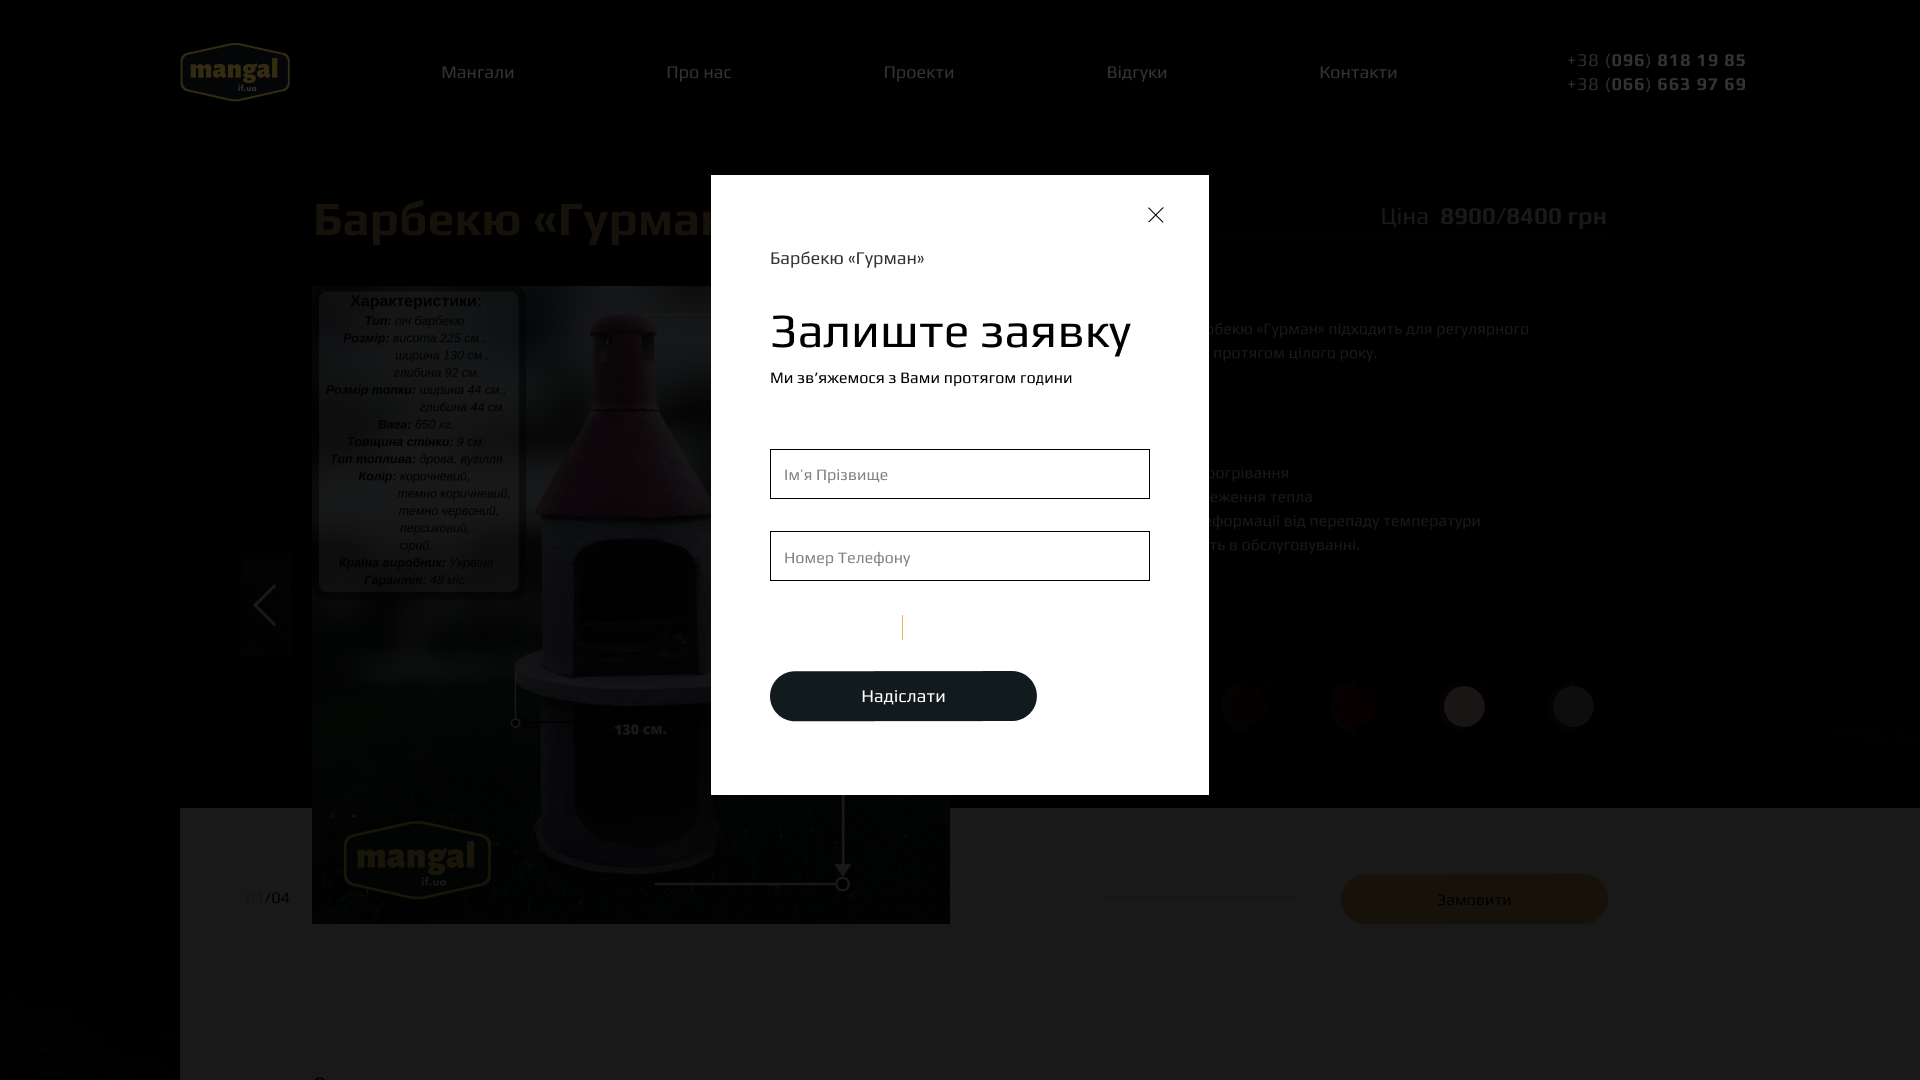 mangal
if.ua
Мангали
Про нас
Проекти
Відгуки
Контакти
+38 (096) 818 19 85
+38 (066) 663 97 69
Барбекю «Гурман
Ціна 8900/8400 грн
Барбекю «Гурман»
Залиште заявку
Ми зв’яжемося з Вами протягом години
Ім’я Прізвище
Номер Телефону
Надіслати
Характеристики:
Тип: піч барбекю
Розмір: висота 225 см.,
ширина 130 см.,
глибина 92 см.
Розмір топки: ширина 44 см.,
глибина 44 см.
Вага: 650 кг.
Товщина стінки: 9 см.
Тип топлива: дрова, вугілля
Колір: коричневий,
темно коричневий,
темно червоний,
персиковий,
сірий.
Країна виробник: Україна
Гарантія: 48 міс.
130 см.
mangal
if.ua
«Гурман» підходить для регулярного
протягом цілого року.
тепла
від перепаду температури
в обслуговуванні.
01/04
Замовити